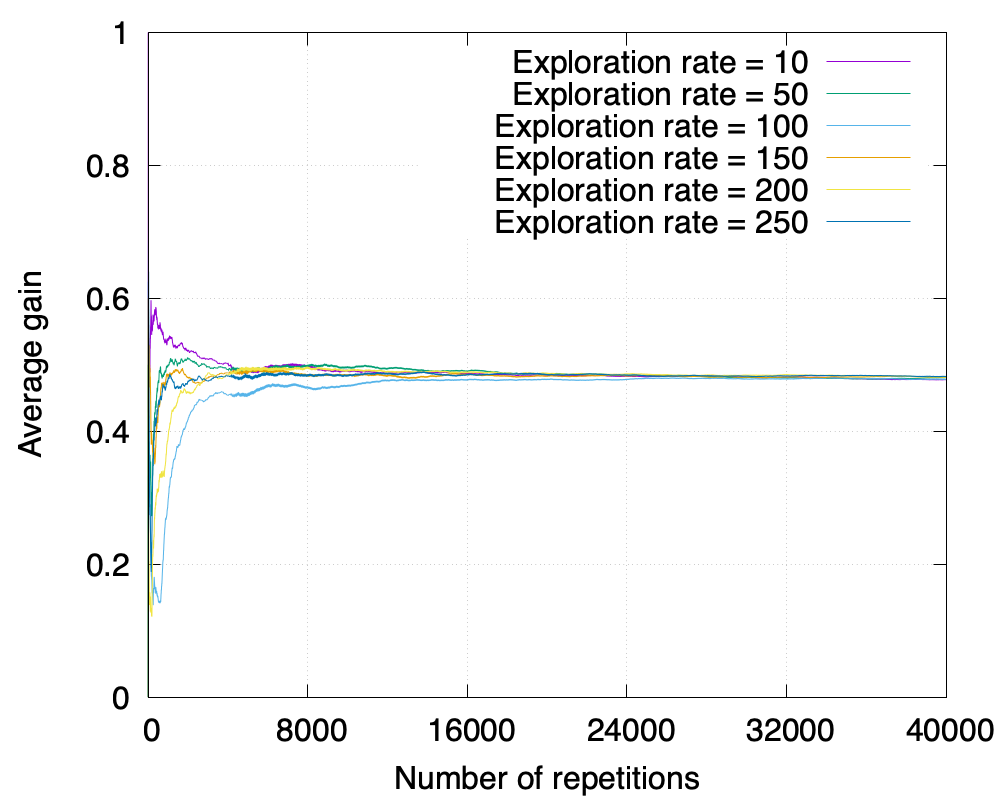 1
0.8
0.6
0.4
0.2
0
0 8000 16000 24000 32000 40000
Average gain
Number of repetitions
Exploration rate = 10
Exploration rate = 50
Exploration rate = 100
Exploration rate = 150
Exploration rate = 200
Exploration rate = 250